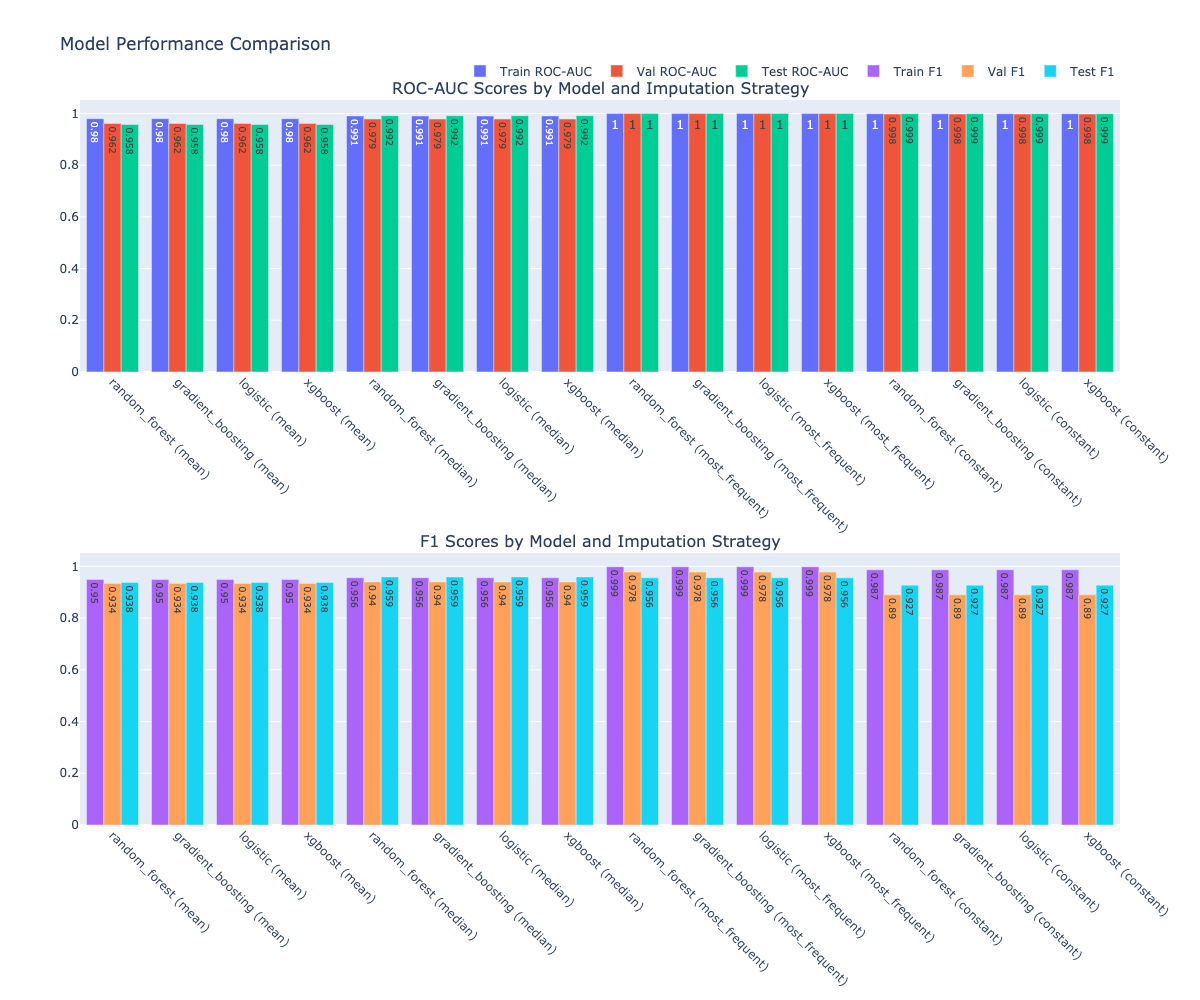 Model Performance Comparison
Train ROC-AUC Val ROC-AUC Test ROC-AUC Train F1 Val F1 Test F1
ROC-AUC Scores by Model and Imputation Strategy
1
0.8
0.6
0.4
0.2
0
0.98 0.962 0.958 0.98 0.962 0.958 0.98 0.962 0.958 0.98 0.962 0.958 0.991 0.979 0.992 0.991 0.979 0.992 0.991 0.979 0.992 0.991 0.979 0.992 1 1 1 1 1 1 1 1 1 1 1 1 1 0.998 0.999 1 0.998 0.999 1 0.998 0.999 1 0.998 0.999
random_forest (mean)
gradient_boosting (mean)
logistic (mean)
xgboost (mean)
random_forest (median)
gradient_boosting (median)
logistic (median)
xgboost (median)
random_forest (most_frequent)
gradient_boosting (most_frequent)
logistic (most_frequent)
xgboost (most_frequent)
random_forest (constant)
gradient_boosting (constant)
logistic (constant)
xgboost (constant)
F1 Scores by Model and Imputation Strategy
1
0.8
0.6
0.4
0.2
0
0.95 0.934 0.938 0.95 0.934 0.938 0.95 0.934 0.938 0.95 0.934 0.938 0.956 0.94 0.959 0.956 0.94 0.959 0.956 0.94 0.959 0.956 0.94 0.959 0.999 0.978 0.956 0.999 0.978 0.956 0.999 0.978 0.956 0.999 0.978 0.956 0.987 0.89 0.927 0.987 0.89 0.927 0.987 0.89 0.927 0.987 0.89 0.927
random_forest (mean)
gradient_boosting (mean)
logistic (mean)
xgboost (mean)
random_forest (median)
gradient_boosting (median)
logistic (median)
xgboost (median)
random_forest (most_frequent)
gradient_boosting (most_frequent)
logistic (most_frequent)
xgboost (most_frequent)
random_forest (constant)
gradient_boosting (constant)
logistic (constant)
xgboost (constant)